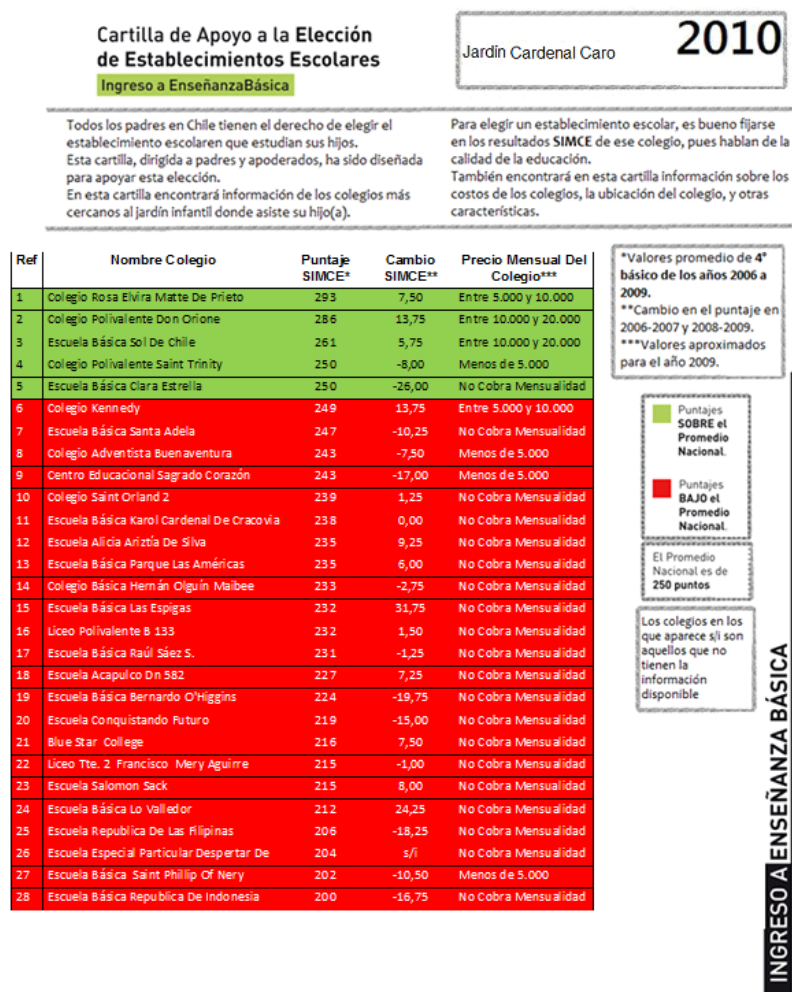 Cartilla de Apoyo a la Elección
de Establecimientos Escolares
Ingreso a EnseñanzaBásica
Jardín Cardenal Caro
2010
Todos los padres en Chile tienen el derecho de elegir el
establecimiento escolaren que estudian sus hijos.
Esta cartilla, dirigida a padres y apoderados, ha sido diseñada
para apoyar esta elección.
En esta cartilla encontrará información de los colegios más
cercanos al jardín infantil donde asiste su hijo(a).
Para elegir un establecimiento escolar, es bueno fijarse
en los resultados SIMCE de ese colegio, pues hablan de la
calidad de la educación.
También encontrará en esta cartilla información sobre los
costos de los colegios, la ubicación del colegio, y otras
características.
Ref Nombre Colegio Puntaje SIMCE* Cambio SIMCE** Precio Mensual Del Colegio***
1 Colegio Rosa Elvira Matte De Prieto 293 7,50 Entre 5.000 y 10.000
2 Colegio Polivalente Don Orione 286 13,75 Entre 10.000 y 20.000
3 Escuela Básica Sol De Chile 261 5,75 Entre 10.000 y 20.000
4 Colegio Polivalente Saint Trinity 250 -8,00 Menos de 5.000
5 Escuela Básica Clara Estrella 250 -26,00 No Cobra Mensualidad
6 Colegio Kennedy 249 13,75 Entre 5.000 y 10.000
7 Escuela Básica Santa Adela 247 -10,25 No Cobra Mensualidad
8 Colegio Adventista Buenaventura 243 -7,50 Menos de 5.000
9 Centro Educacional Sagrado Corazón 243 -17,00 Menos de 5.000
10 Colegio Saint Orland 2 239 1,25 No Cobra Mensualidad
11 Escuela Básica Karol Cardenal De Cracovia 238 0,00 No Cobra Mensualidad
12 Escuela Alicia Ariztía De Silva 235 9,25 No Cobra Mensualidad
13 Escuela Básica Parque Las Américas 235 6,00 No Cobra Mensualidad
14 Colegio Básica Hernán Olguín Maibee 233 -2,75 No Cobra Mensualidad
15 Escuela Básica Las Espigas 232 31,75 No Cobra Mensualidad
16 Liceo Polivalente B 133 232 1,50 No Cobra Mensualidad
17 Escuela Básica Raúl Sáez S. 231 -1,25 No Cobra Mensualidad
18 Escuela Acapulco Dn 582 227 7,25 No Cobra Mensualidad
19 Escuela Básica Bernardo O'Higgins 224 -19,75 No Cobra Mensualidad
20 Escuela Conquistando Futuro 219 -15,00 No Cobra Mensualidad
21 Blue Star College 216 7,50 No Cobra Mensualidad
22 Liceo Tte. 2 Francisco Mery Aguirre 215 -1,00 No Cobra Mensualidad
23 Escuela Salomon Sack 215 8,00 No Cobra Mensualidad
24 Escuela Básica Lo Valledor 212 24,25 No Cobra Mensualidad
25 Escuela Republica De Las Filipinas 206 -18,25 No Cobra Mensualidad
26 Escuela Especial Particular Despertar De 204 s/i No Cobra Mensualidad
27 Escuela Básica Saint Phillip Of Nery 202 -10,50 Menos de 5.000
28 Escuela Básica Republica De Indonesia 200 -16,75 No Cobra Mensualidad
*Valores promedio de 4°
básico de los años 2006 a
2009.
**Cambio en el puntaje en
2006-2007 y 2008-2009.
***Valores aproximados
para el año 2009.
Puntajes
SOBRE el
Promedio
Nacional.
Puntajes
BAJO el
Promedio
Nacional.
El Promedio
Nacional es de
250 puntos
Los colegios en los
que aparece s/i son
aquellos que no
tienen la
información
disponible
INGRESO A ENSEÑANZA BÁSICA